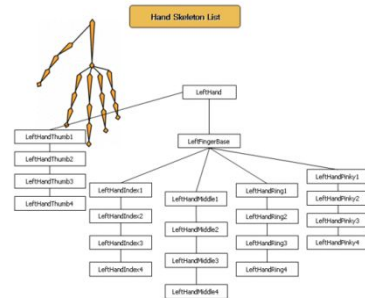 Hand Skeleton List
LeftHand
LeftHandThumb1
LeftFingerBase
LeftHandThumb2
LeftHandThumb3
LeftHandThumb4
LeftHandIndex1
LeftHandIndex2
LeftHandIndex3
LeftHandIndex4
LeftHandMiddle1
LeftHandMiddle2
LeftHandMiddle3
LeftHandMiddle4
LeftHandRing1
LeftHandRing2
LeftHandRing3
LeftHandRing4
LeftHandPinky1
LeftHandPinky2
LeftHandPinky3
LeftHandPinky4